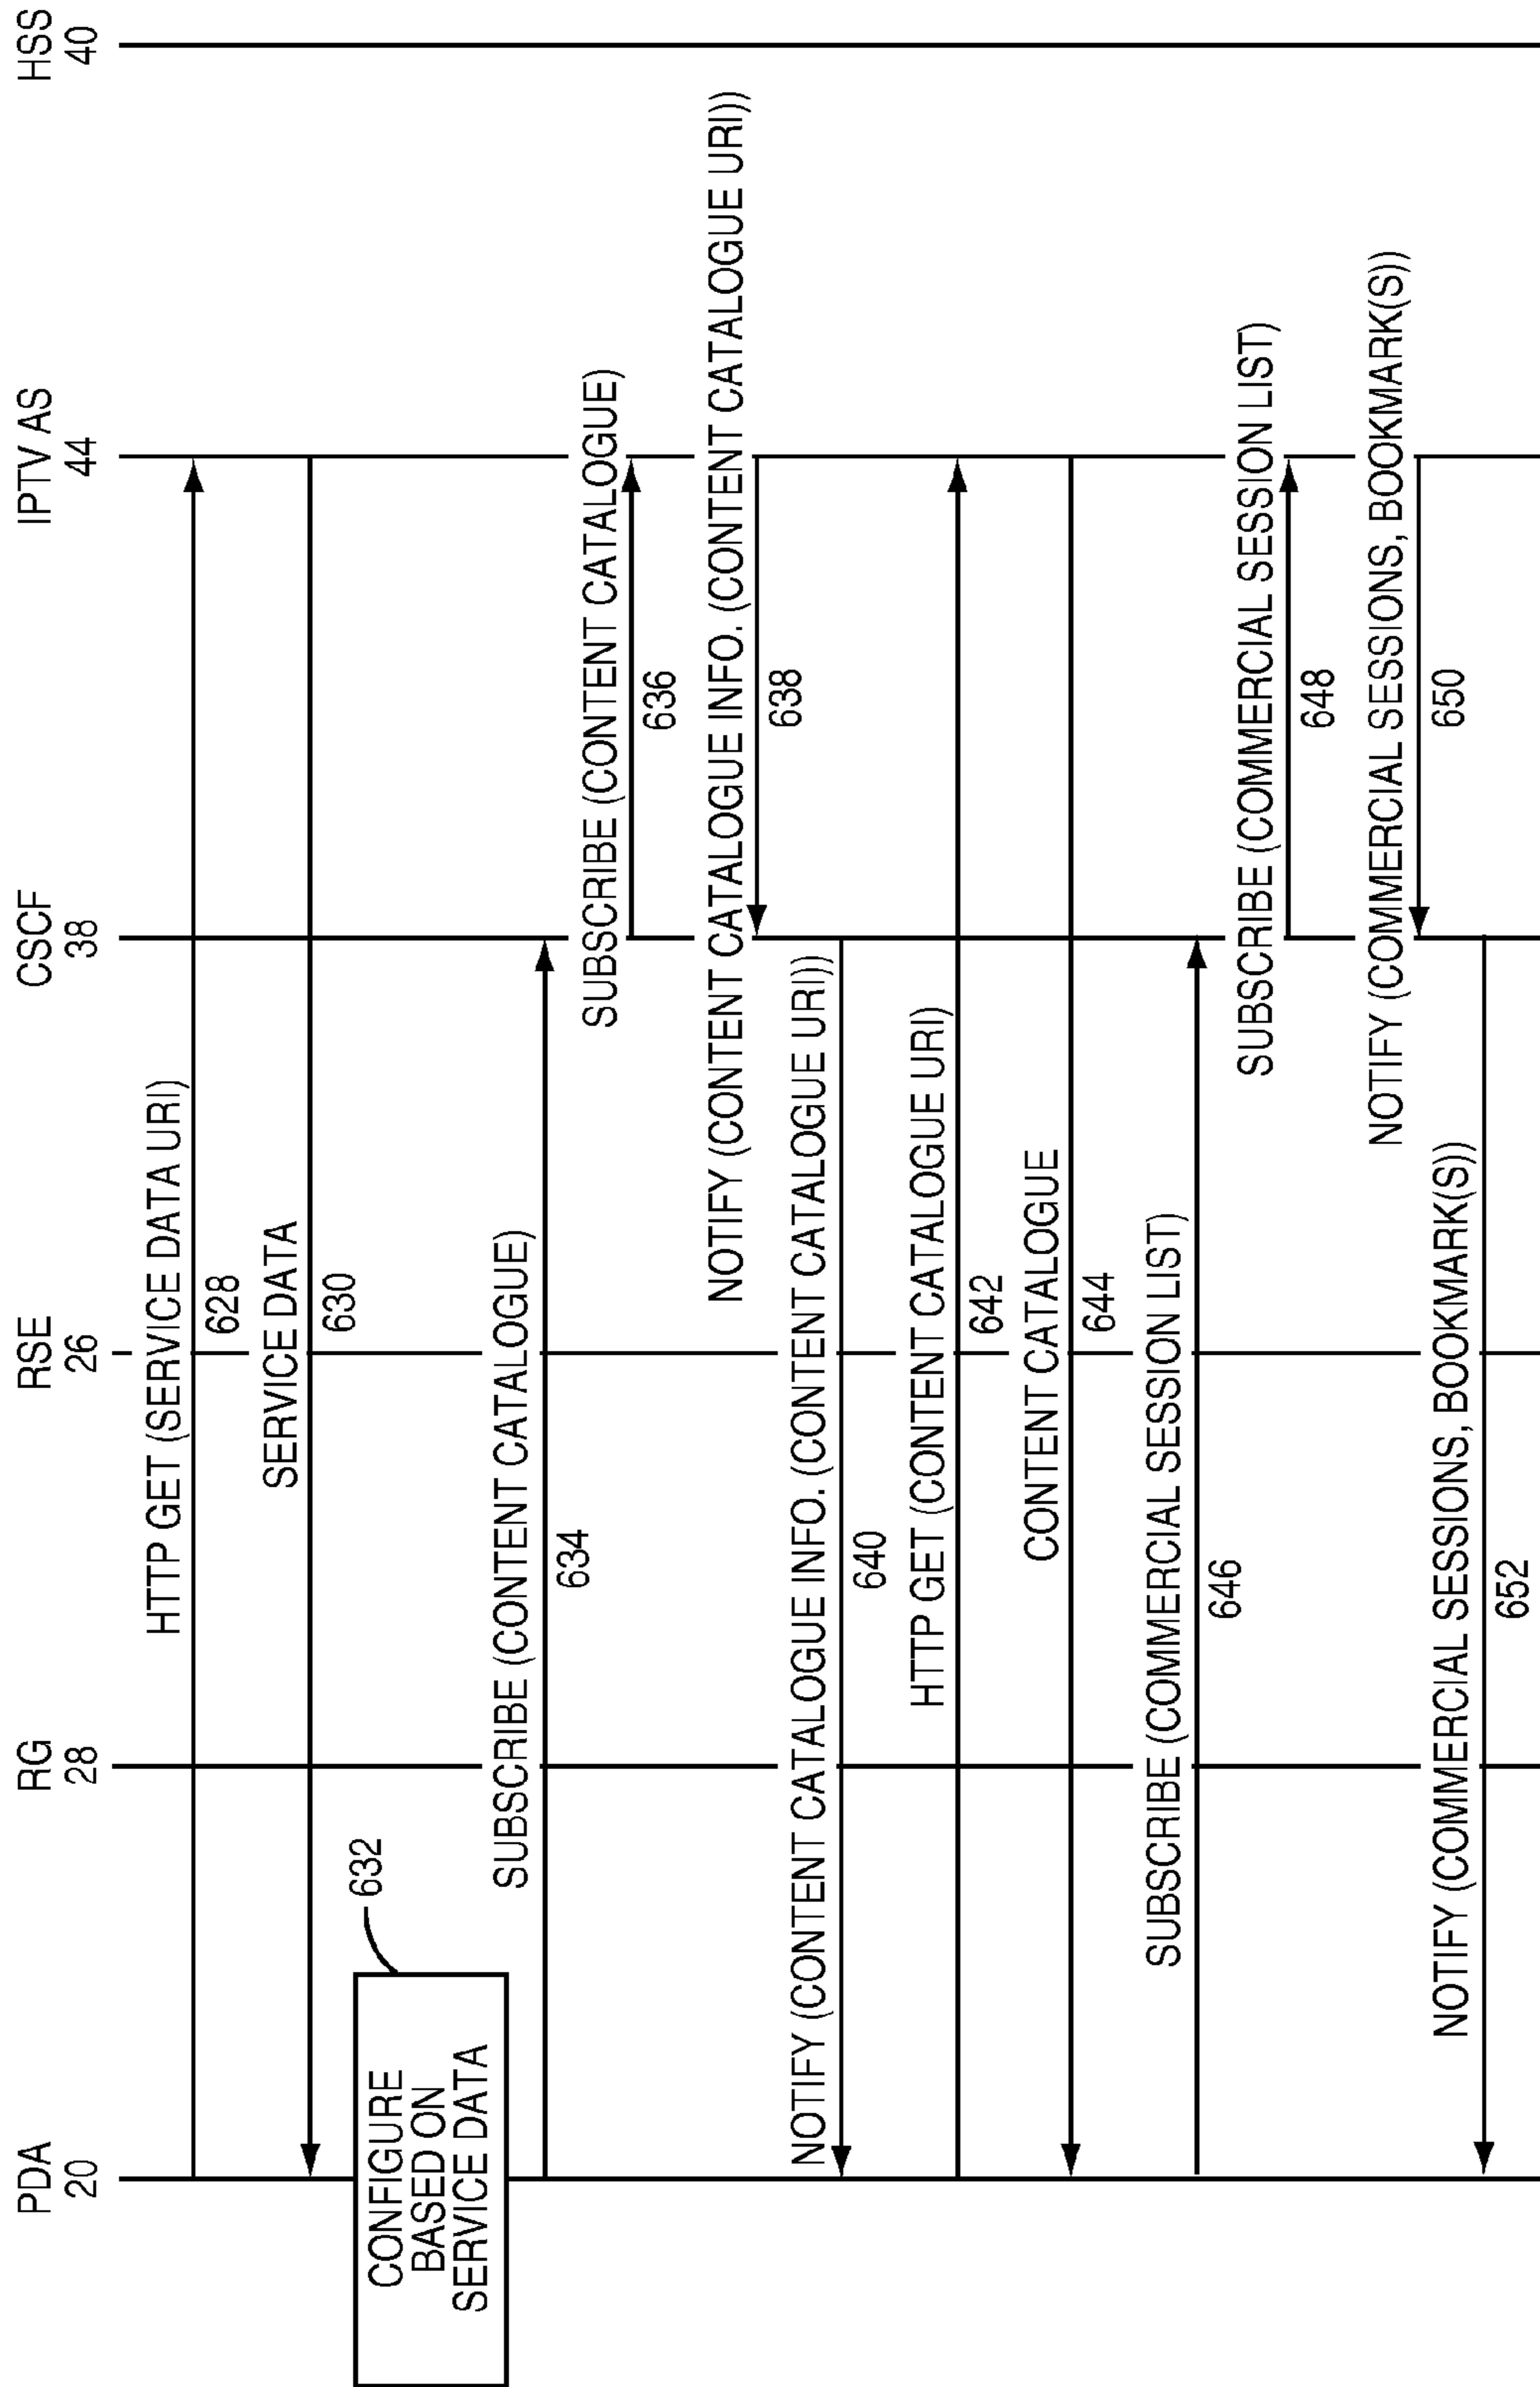 PDA
20
RG
28
RSE
26
CSCF
38
IPTV AS
44
HSS
40
HTTP GET (SERVICE DATA URI)
628
SERVICE DATA
630
CONFIGURE
BASED ON
SERVICE DATA
632
SUBSCRIBE (CONTENT CATALOGUE)
634
SUBSCRIBE (CONTENT CATALOGUE)
636
NOTIFY (CONTENT CATALOGUE INFO. (CONTENT CATALOGUE URI))
638
NOTIFY (CONTENT CATALOGUE INFO. (CONTENT CATALOGUE URI))
640
HTTP GET (CONTENT CATALOGUE URI)
642
CONTENT CATALOGUE
644
SUBSCRIBE (COMMERCIAL SESSION LIST)
646
SUBSCRIBE (COMMERCIAL SESSION LIST)
648
NOTIFY (COMMERCIAL SESSIONS, BOOKMARK(S))
650
NOTIFY (COMMERCIAL SESSIONS, BOOKMARK(S))
652